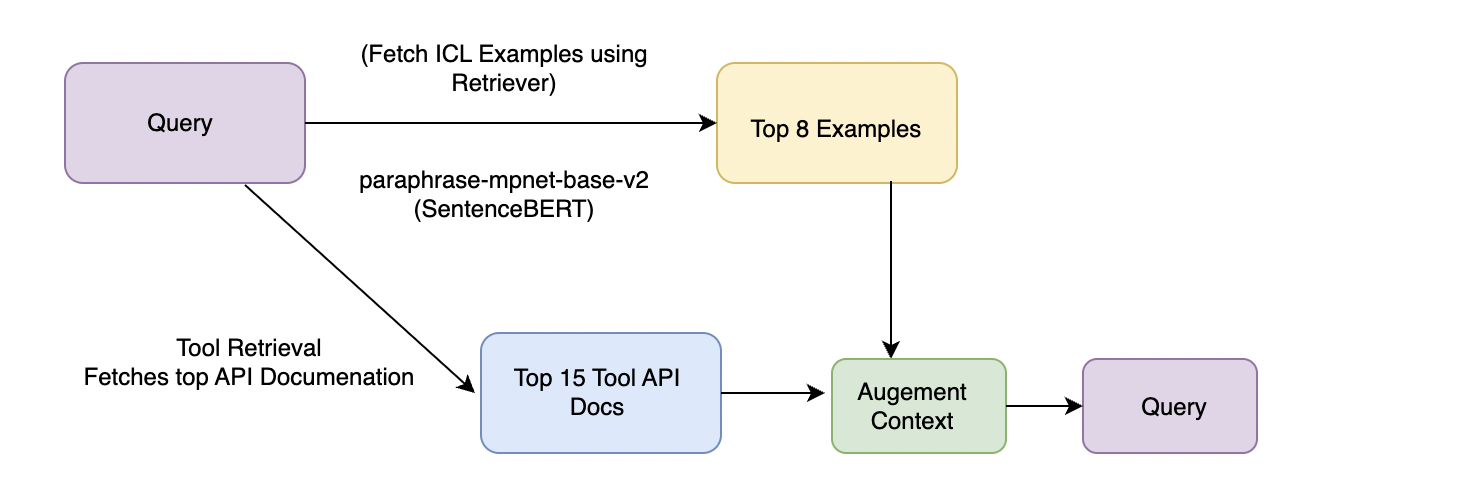 (Fetch ICL Examples using
Retriever)
Query
Top 8 Examples
paraphrase-mpnet-base-v2
(SentenceBERT)
Tool Retrieval
Fetches top API Documenation
Top 15 Tool API
Docs
Augement
Context
Query